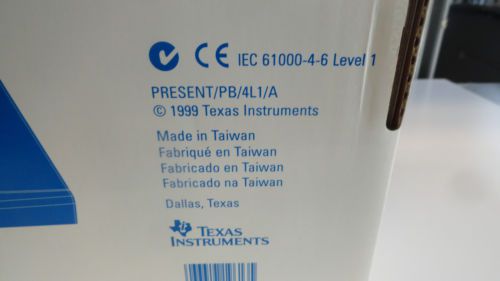 CE IEC 61000-4-6 Level 1
PRESENT/PB/4L1/A
© 1999 Texas Instruments
Made in Taiwan
Fabriqué en Taiwan
Fabricado en Taiwan
Fabricado na Taiwan
Dallas, Texas
TEXAS
INSTRUMENTS